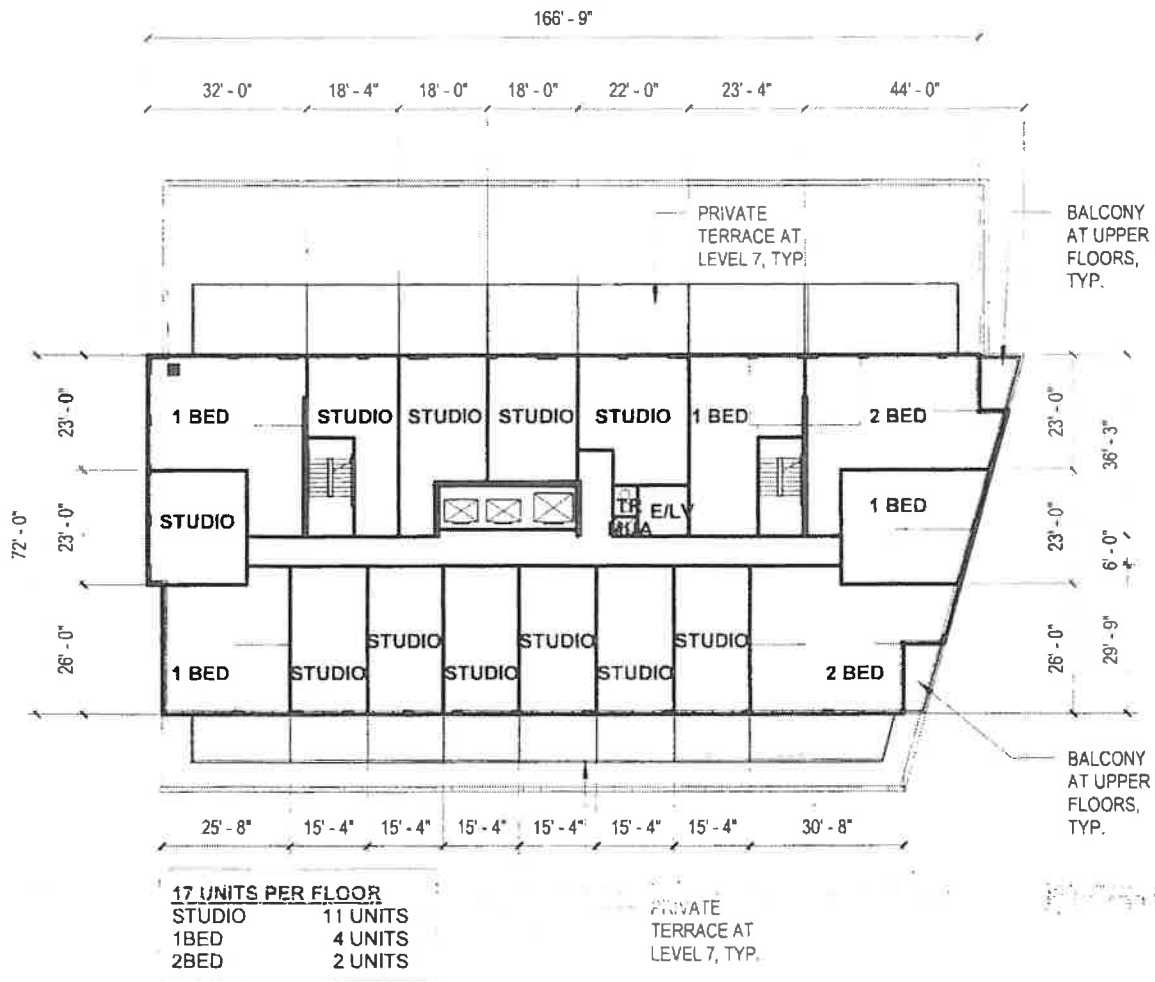 166' - 9"
32' - 0"
18' - 4"
18' - 0"
18' - 0"
22' - 0"
23' - 4"
44' - 0"
PRIVATE
TERRACE AT
LEVEL 7, TYP.
BALCONY
AT UPPER
FLOORS,
TYP.
72' - 0"
23' - 0"
23' - 0"
26' - 0"
1 BED
STUDIO
STUDIO
STUDIO
STUDIO
1 BED
2 BED
STUDIO
E/LV
1 BED
23' - 0"
23' - 0"
26' - 0"
36' - 3"
6' - 0"
29' - 9"
1 BED
STUDIO
STUDIO
STUDIO
STUDIO
STUDIO
STUDIO
2 BED
BALCONY
AT UPPER
FLOORS,
TYP.
25' - 8"
15' - 4"
15' - 4"
15' - 4"
15' - 4"
15' - 4"
15' - 4"
30' - 8"
17 UNITS PER FLOOR
STUDIO 11 UNITS
1BED 4 UNITS
2BED 2 UNITS
PRIVATE
TERRACE AT
LEVEL 7, TYP.